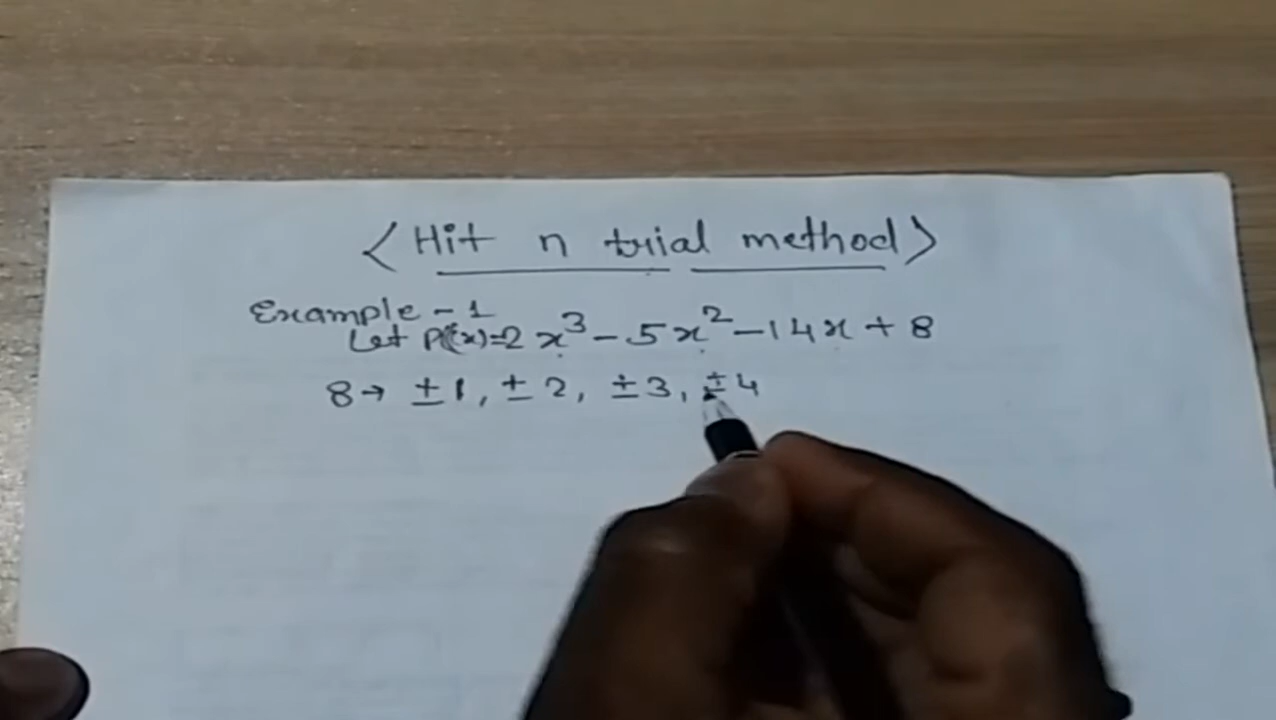 < Hit n trial method >
Example - 1
Let P(x)=2x³ - 5x² - 14x + 8
8→ ±1, ±2, ±3, ±4